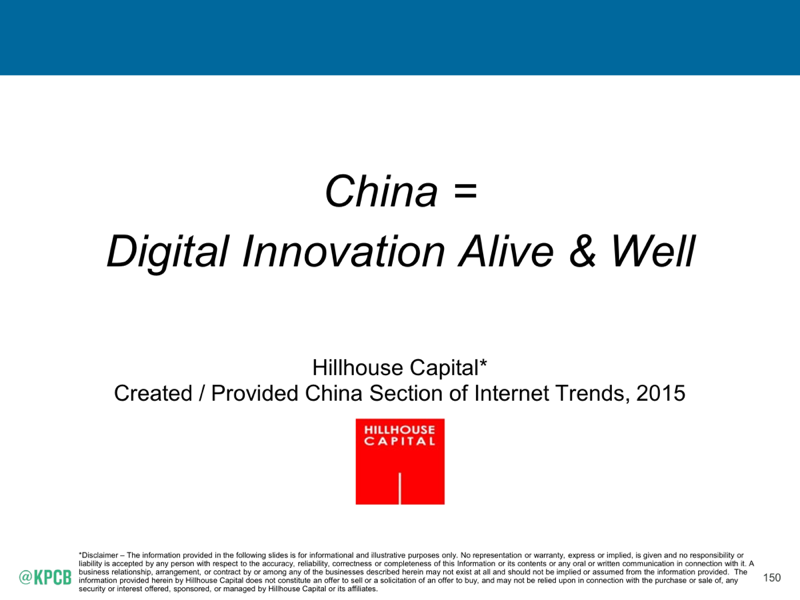 China =
Digital Innovation Alive & Well
Hillhouse Capital*
Created / Provided China Section of Internet Trends, 2015
HILLHOUSE
CAPITAL
*Disclaimer – The information provided in the following slides is for informational and illustrative purposes only. No representation or warranty, express or implied, is given and no responsibility or
liability is accepted by any person with respect to the accuracy, reliability, correctness or completeness of this Information or its contents or any oral or written communication in connection with it. A
business relationship, arrangement, or contract by or among any of the businesses described herein may not exist at all and should not be implied or assumed from the information provided. The
information provided herein by Hillhouse Capital does not constitute an offer to sell or a solicitation of an offer to buy, and may not be relied upon in connection with the purchase or sale of, any
security or interest offered, sponsored, or managed by Hillhouse Capital or its affiliates.
@KPCB
150